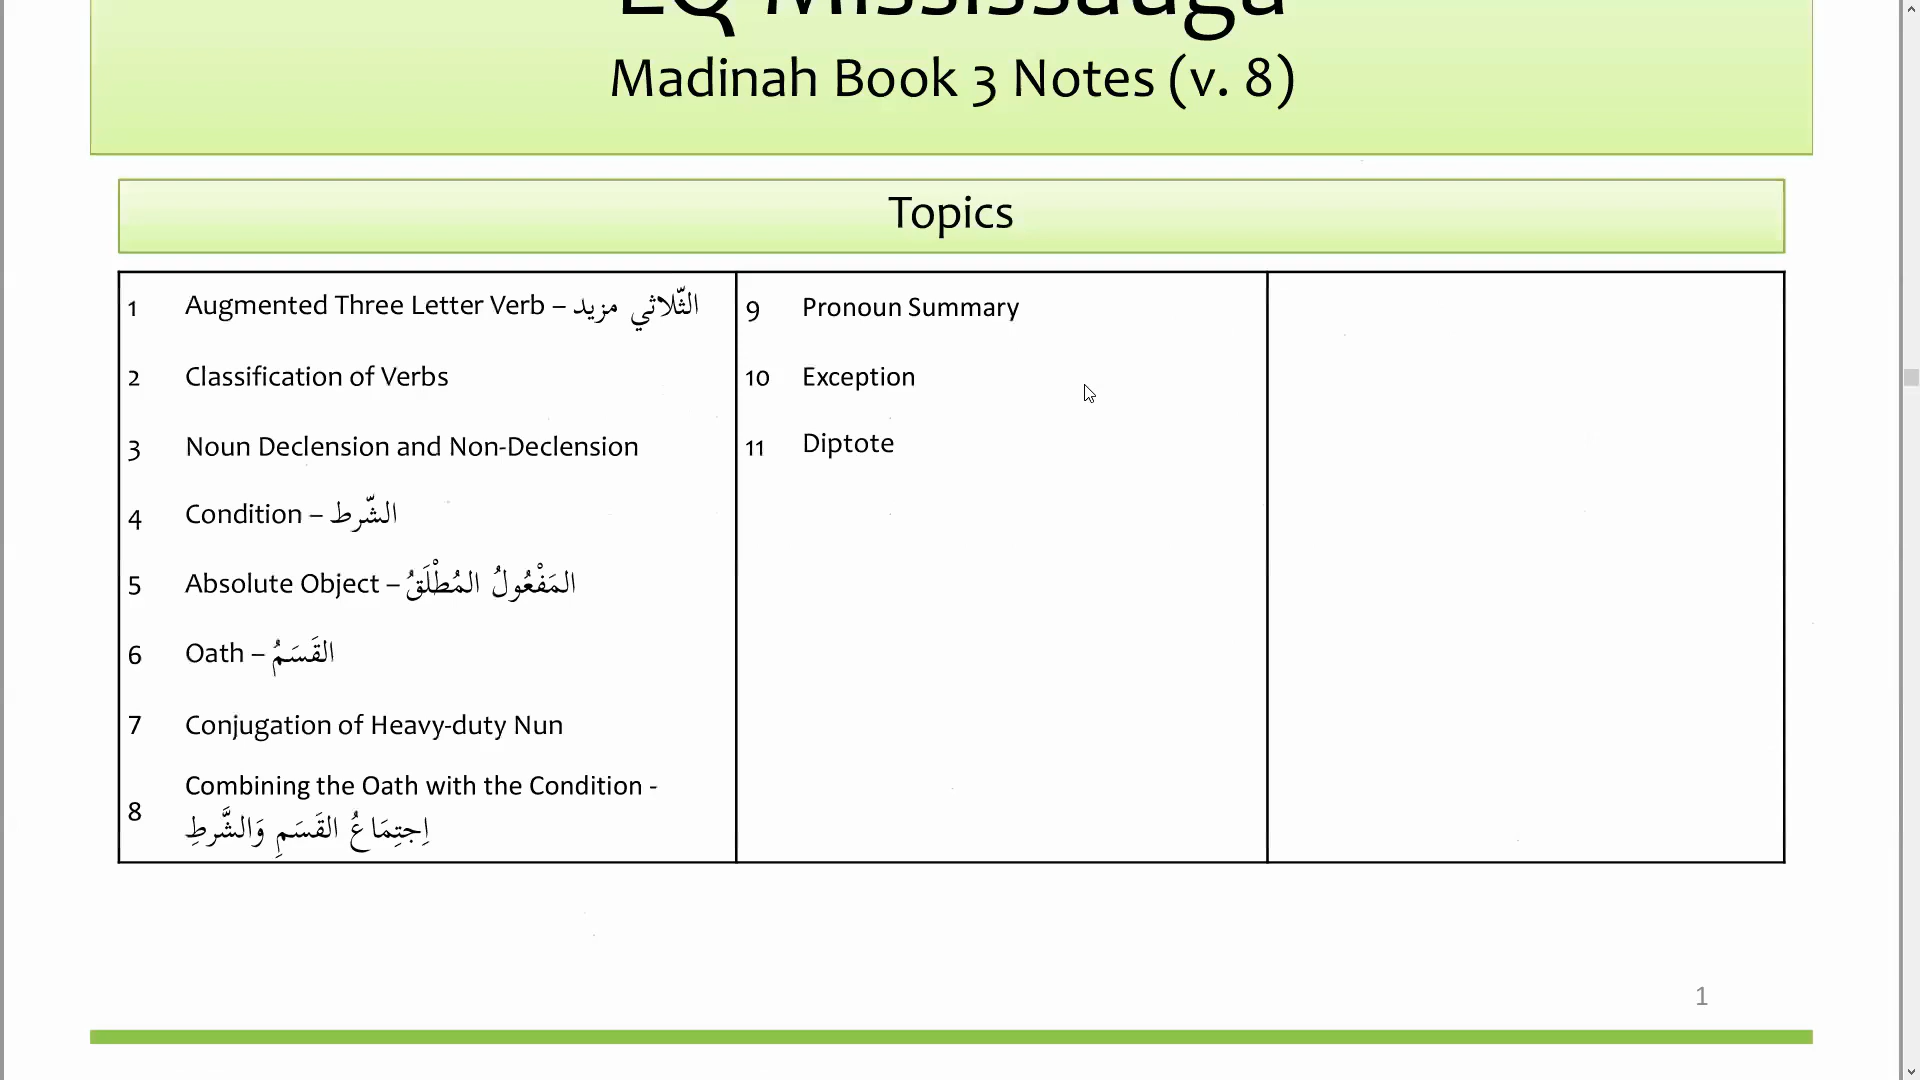 LQ Mississauga
Madinah Book 3 Notes (v. 8)
Topics
1 Augmented Three Letter Verb – الثّلاثي مزيد
2 Classification of Verbs
3 Noun Declension and Non-Declension
4 Condition – الشّرط
5 Absolute Object – المَفْعُولُ المُطْلَقُ
6 Oath – القَسَمُ
7 Conjugation of Heavy-duty Nun
8 Combining the Oath with the Condition -
اِجتِمَاعُ القَسَمِ وَالشَّرطِ
9 Pronoun Summary
10 Exception
11 Diptote
1